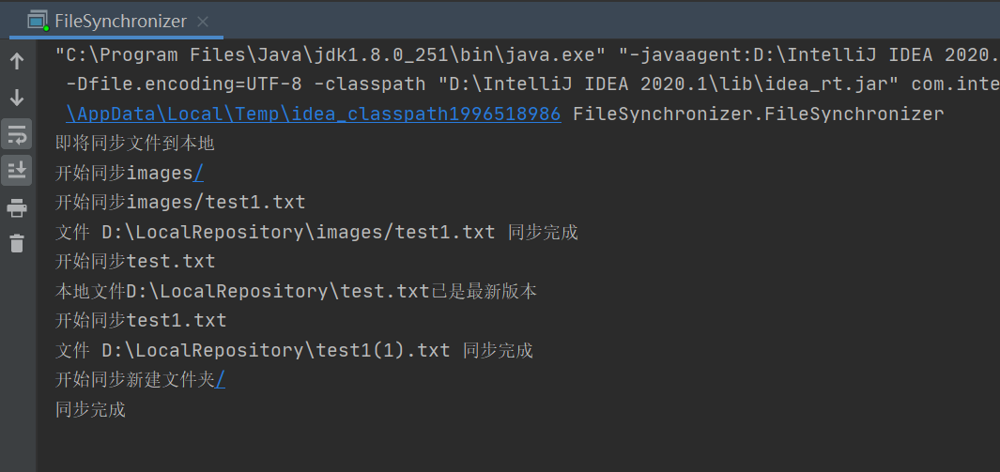 FileSynchronizer
"C:\Program Files\Java\jdk1.8.0_251\bin\java.exe" "-javaagent:D:\IntelliJ IDEA 2020.
-Dfile.encoding=UTF-8 -classpath "D:\IntelliJ IDEA 2020.1\lib\idea_rt.jar" com.inte
\AppData\Local\Temp\idea_classpath1996518986 FileSynchronizer.FileSynchronizer
即将同步文件到本地
开始同步images/
开始同步images/test1.txt
文件 D:\LocalRepository\images/test1.txt 同步完成
开始同步test.txt
本地文件D:\LocalRepository\test.txt已是最新版本
开始同步test1.txt
文件 D:\LocalRepository\test1(1).txt 同步完成
开始同步新建文件夹/
同步完成